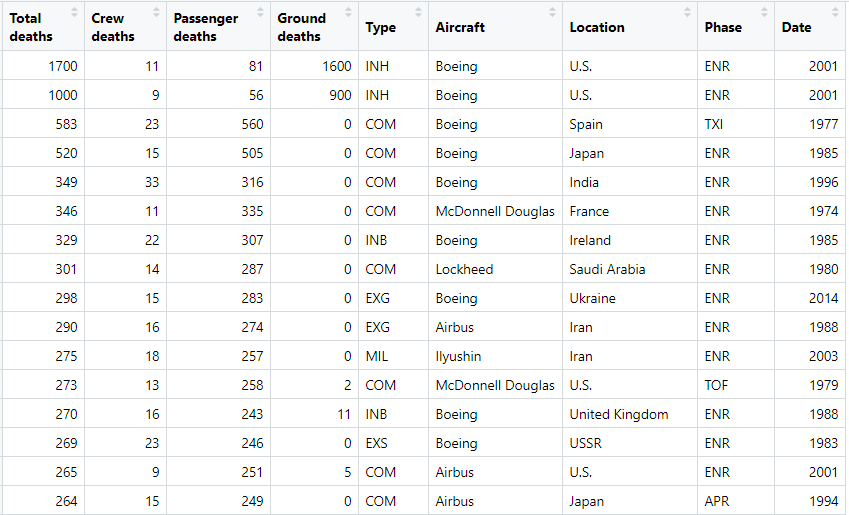 Total deaths Crew deaths Passenger deaths Ground deaths Type Aircraft Location Phase Date
1700 11 81 1600 INH Boeing U.S. ENR 2001
1000 9 56 900 INH Boeing U.S. ENR 2001
583 23 560 0 COM Boeing Spain TXI 1977
520 15 505 0 COM Boeing Japan ENR 1985
349 33 316 0 COM Boeing India ENR 1996
346 11 335 0 COM McDonnell Douglas France ENR 1974
329 22 307 0 INB Boeing Ireland ENR 1985
301 14 287 0 COM Lockheed Saudi Arabia ENR 1980
298 15 283 0 EXG Boeing Ukraine ENR 2014
290 16 274 0 EXG Airbus Iran ENR 1988
275 18 257 0 MIL Ilyushin Iran ENR 2003
273 13 258 2 COM McDonnell Douglas U.S. TOF 1979
270 16 243 11 INB Boeing United Kingdom ENR 1988
269 23 246 0 EXS Boeing USSR ENR 1983
265 9 251 5 COM Airbus U.S. ENR 2001
264 15 249 0 COM Airbus Japan APR 1994